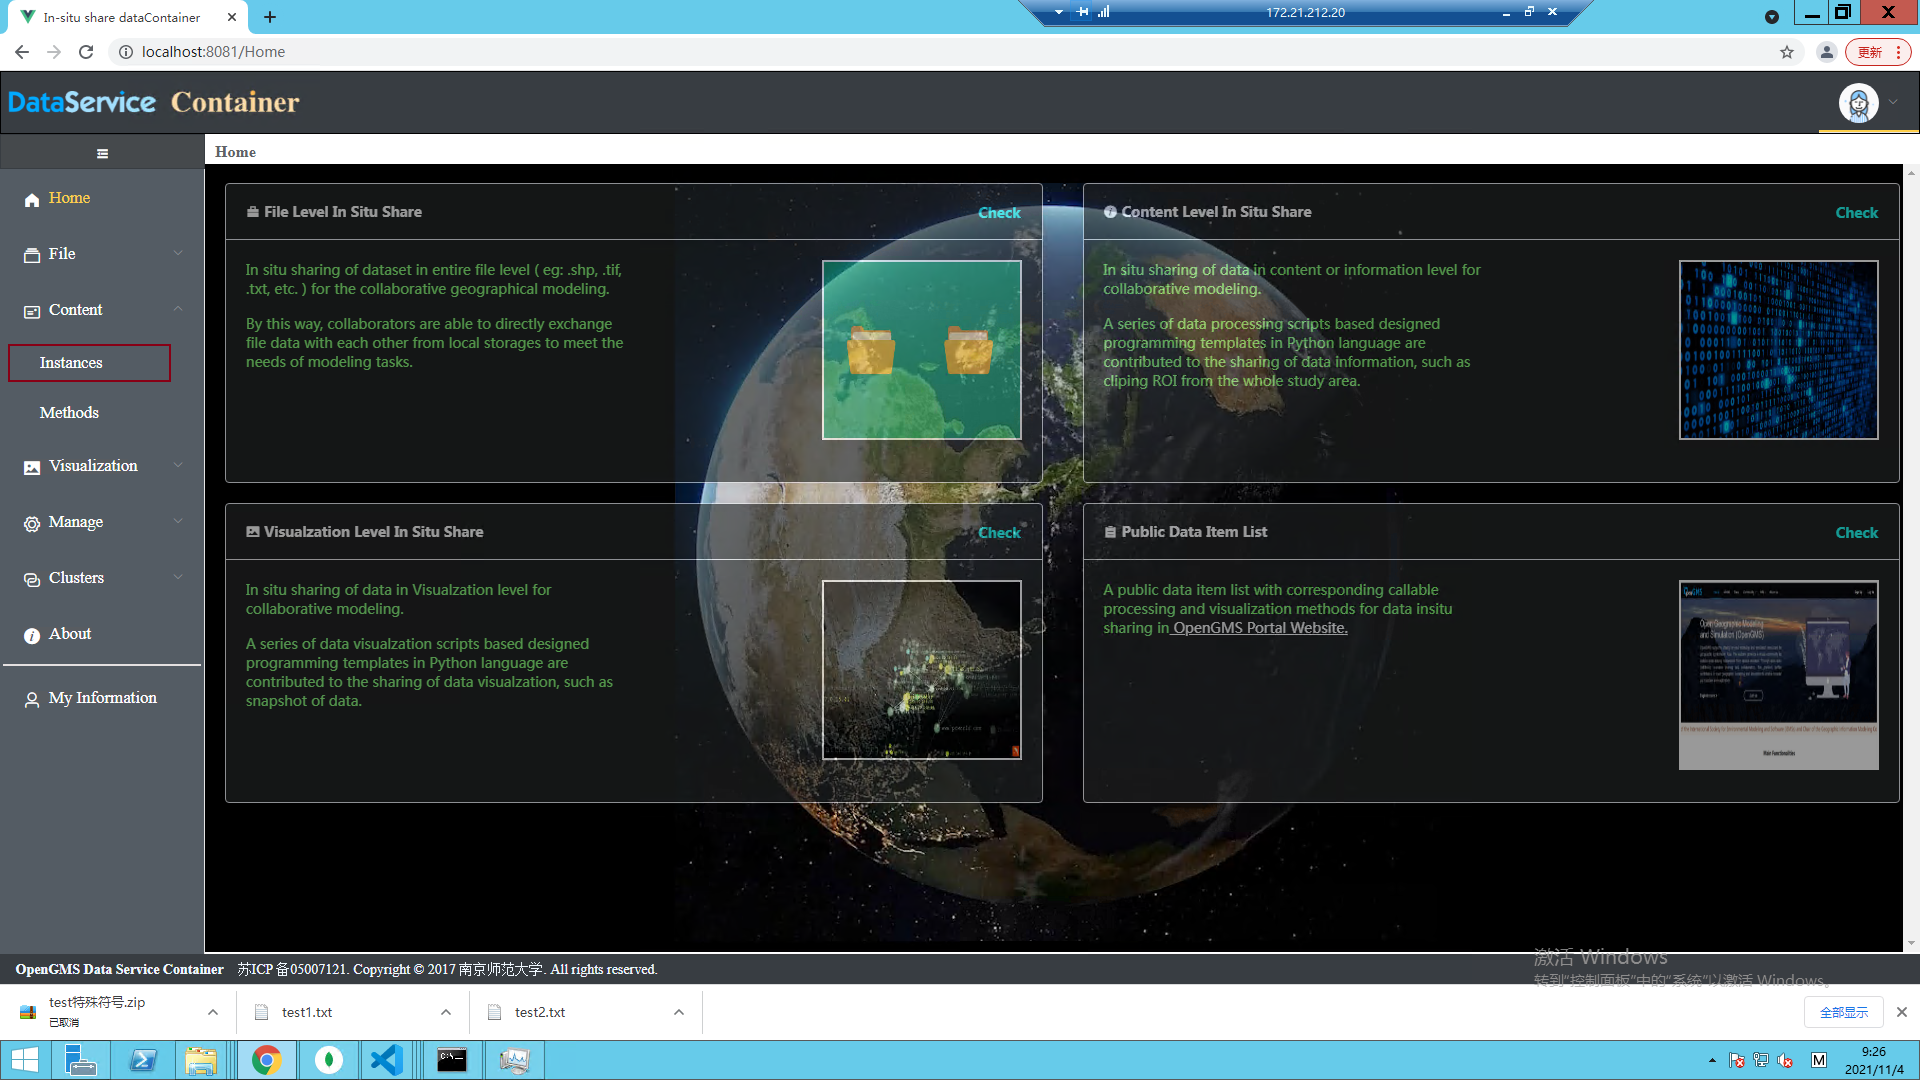 In-situ share dataContainer
172.21.212.20
localhost:8081/Home
更新
DataService Container
Home
Home
File
Content
Instances
Methods
Visualization
Manage
Clusters
About
My Information
File Level In Situ Share
Check
In situ sharing of dataset in entire file level ( eg: .shp, .tif,
.txt, etc. ) for the collaborative geographical modeling.
By this way, collaborators are able to directly exchange
file data with each other from local storages to meet the
needs of modeling tasks.
Content Level In Situ Share
Check
In situ sharing of data in content or information level for
collaborative modeling.
A series of data processing scripts based designed
programming templates in Python language are
contributed to the sharing of data information, such as
cliping ROI from the whole study area.
Visualzation Level In Situ Share
Check
In situ sharing of data in Visualzation level for
collaborative modeling.
A series of data visualzation scripts based designed
programming templates in Python language are
contributed to the sharing of data visualzation, such as
snapshot of data.
Public Data Item List
Check
A public data item list with corresponding callable
processing and visualization methods for data insitu
sharing in OpenGMS Portal Website.
Open Geographic Modeling
and Simulation (OpenGMS)
Main Functionalities
OpenGMS Data Service Container 苏ICP 备05007121. Copyright © 2017 南京师范大学. All rights reserved.
激活 Windows
转到"控制面板"中的"系统"以激活 Windows。
test特殊符号.zip
已取消
test1.txt
test2.txt
全部显示
C:\_
M
9:26
2021/11/4